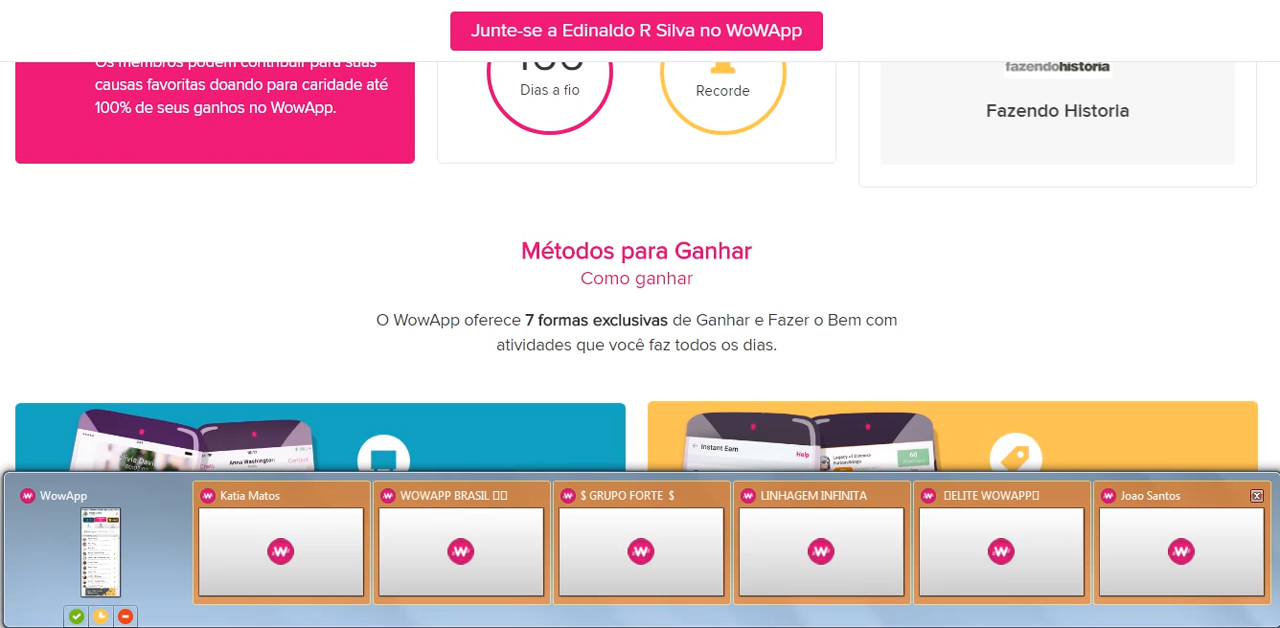 Junte-se a Edinaldo R Silva no WoWApp
Os membros podem contribuir para suas
causas favoritas doando para caridade até
100% de seus ganhos no WowApp.
Dias a fio
Recorde
fazendohistoria
Fazendo Historia
Métodos para Ganhar
Como ganhar
O WowApp oferece 7 formas exclusivas de Ganhar e Fazer o Bem com
atividades que você faz todos os dias.
Anna Washington
Instant Earn
Help
60
WowApp
Katia Matos
WOWAPP BRASIL
$ GRUPO FORTE $
LINHAGEM INFINITA
ELITE WOWAPP
Joao Santos